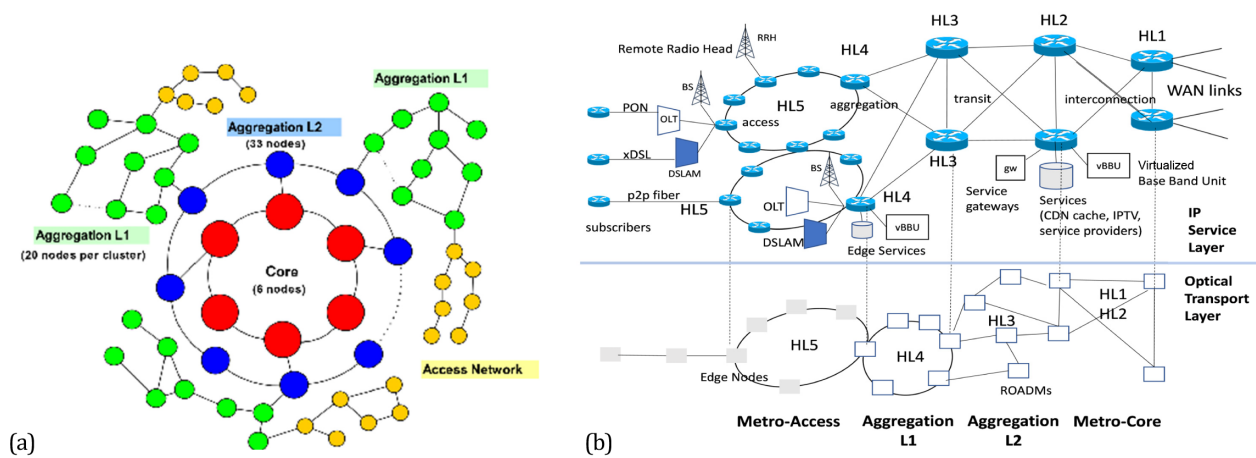 Aggregation L1
Aggregation L2
(33 nodes)
Core
(6 nodes)
Aggregation L1
(20 nodes per cluster)
Access Network
(a)
HL3
HL2
HL1
RRH
Remote Radio Head
HL4
BS
HL5
WAN links
PON
OLT
access
aggregation
transit
interconnection
xDSL
DSLAM
HL3
BS
gw
vBBU
Virtualized
Base Band Unit
p2p fiber
HL5
OLT
HL4
Service
gateways
Services
(CDN cache, IPTV,
service providers)
subscribers
DSLAM
vBBU
Edge Services
IP
Service
Layer
Optical
Transport
Layer
HL1
HL2
HL3
HL5
HL4
Edge Nodes
ROADMs
(b)
Metro-Access
Aggregation
L1
Aggregation
L2
Metro-Core